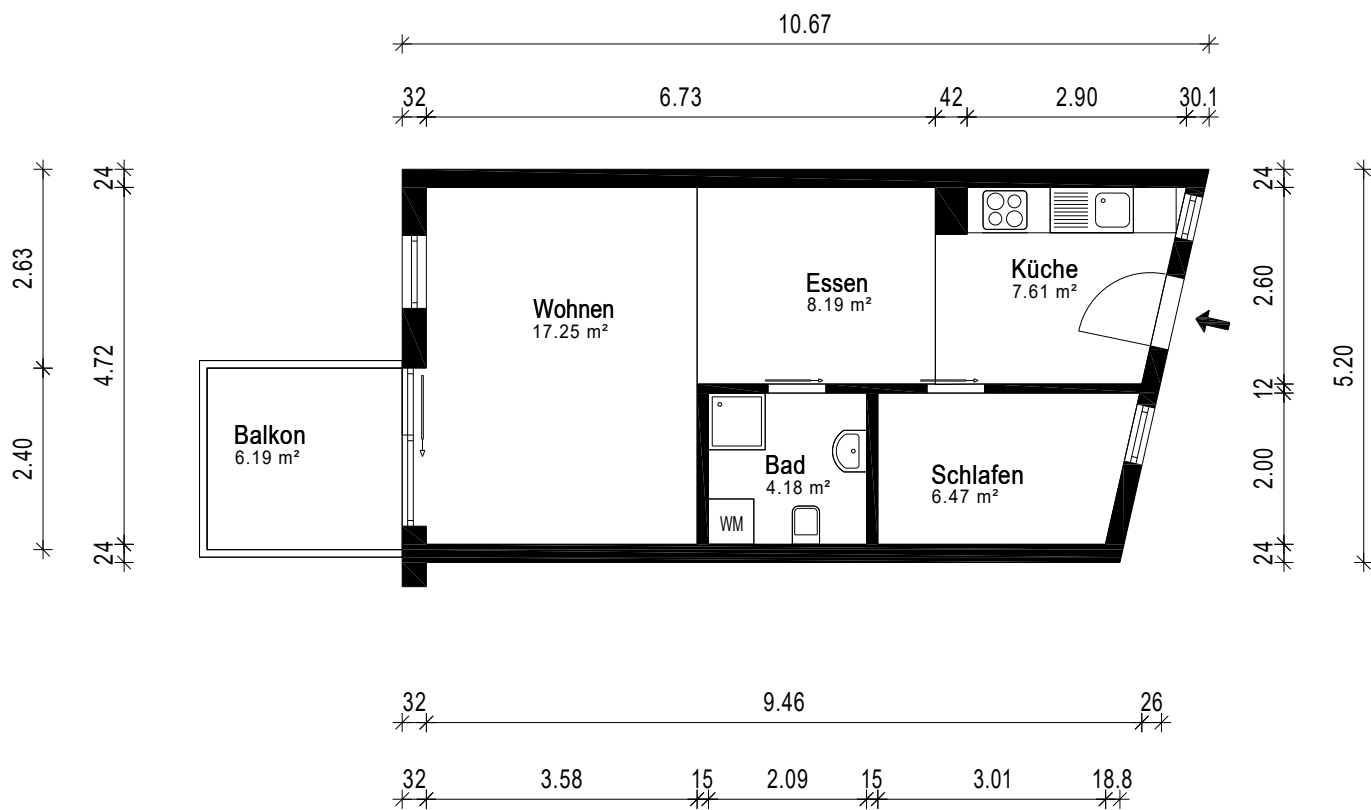 10.67
32 6.73 42 2.90 30.1
24
2.63
4.72
2.40
24
Wohnen
17.25 m²
Essen
8.19 m²
Küche
7.61 m²
Balkon
6.19 m²
Bad
4.18 m²
WM
Schlafen
6.47 m²
24
2.60
12
2.00
24
5.20
32 9.46 26
32 3.58 15 2.09 15 3.01 18.8